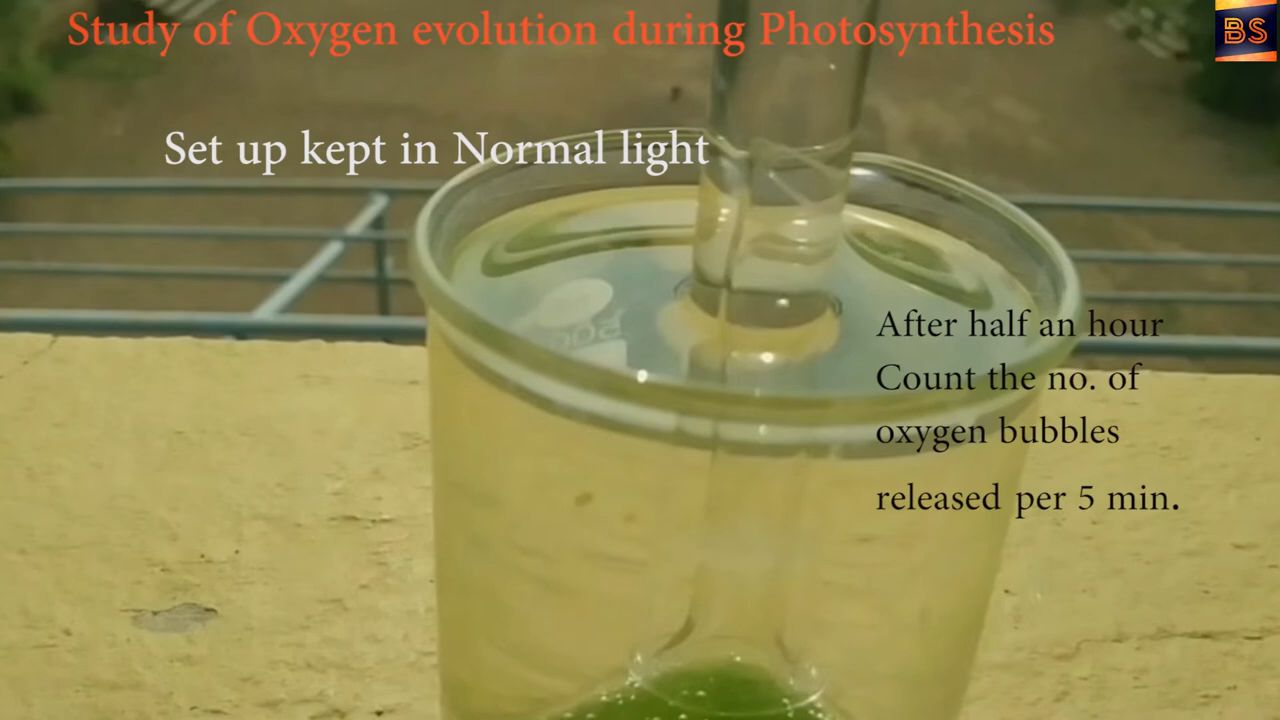 Study of Oxygen evolution during Photosynthesis
BS
Set up kept in Normal light
After half an hour
Count the no. of
oxygen bubbles
released per 5 min.